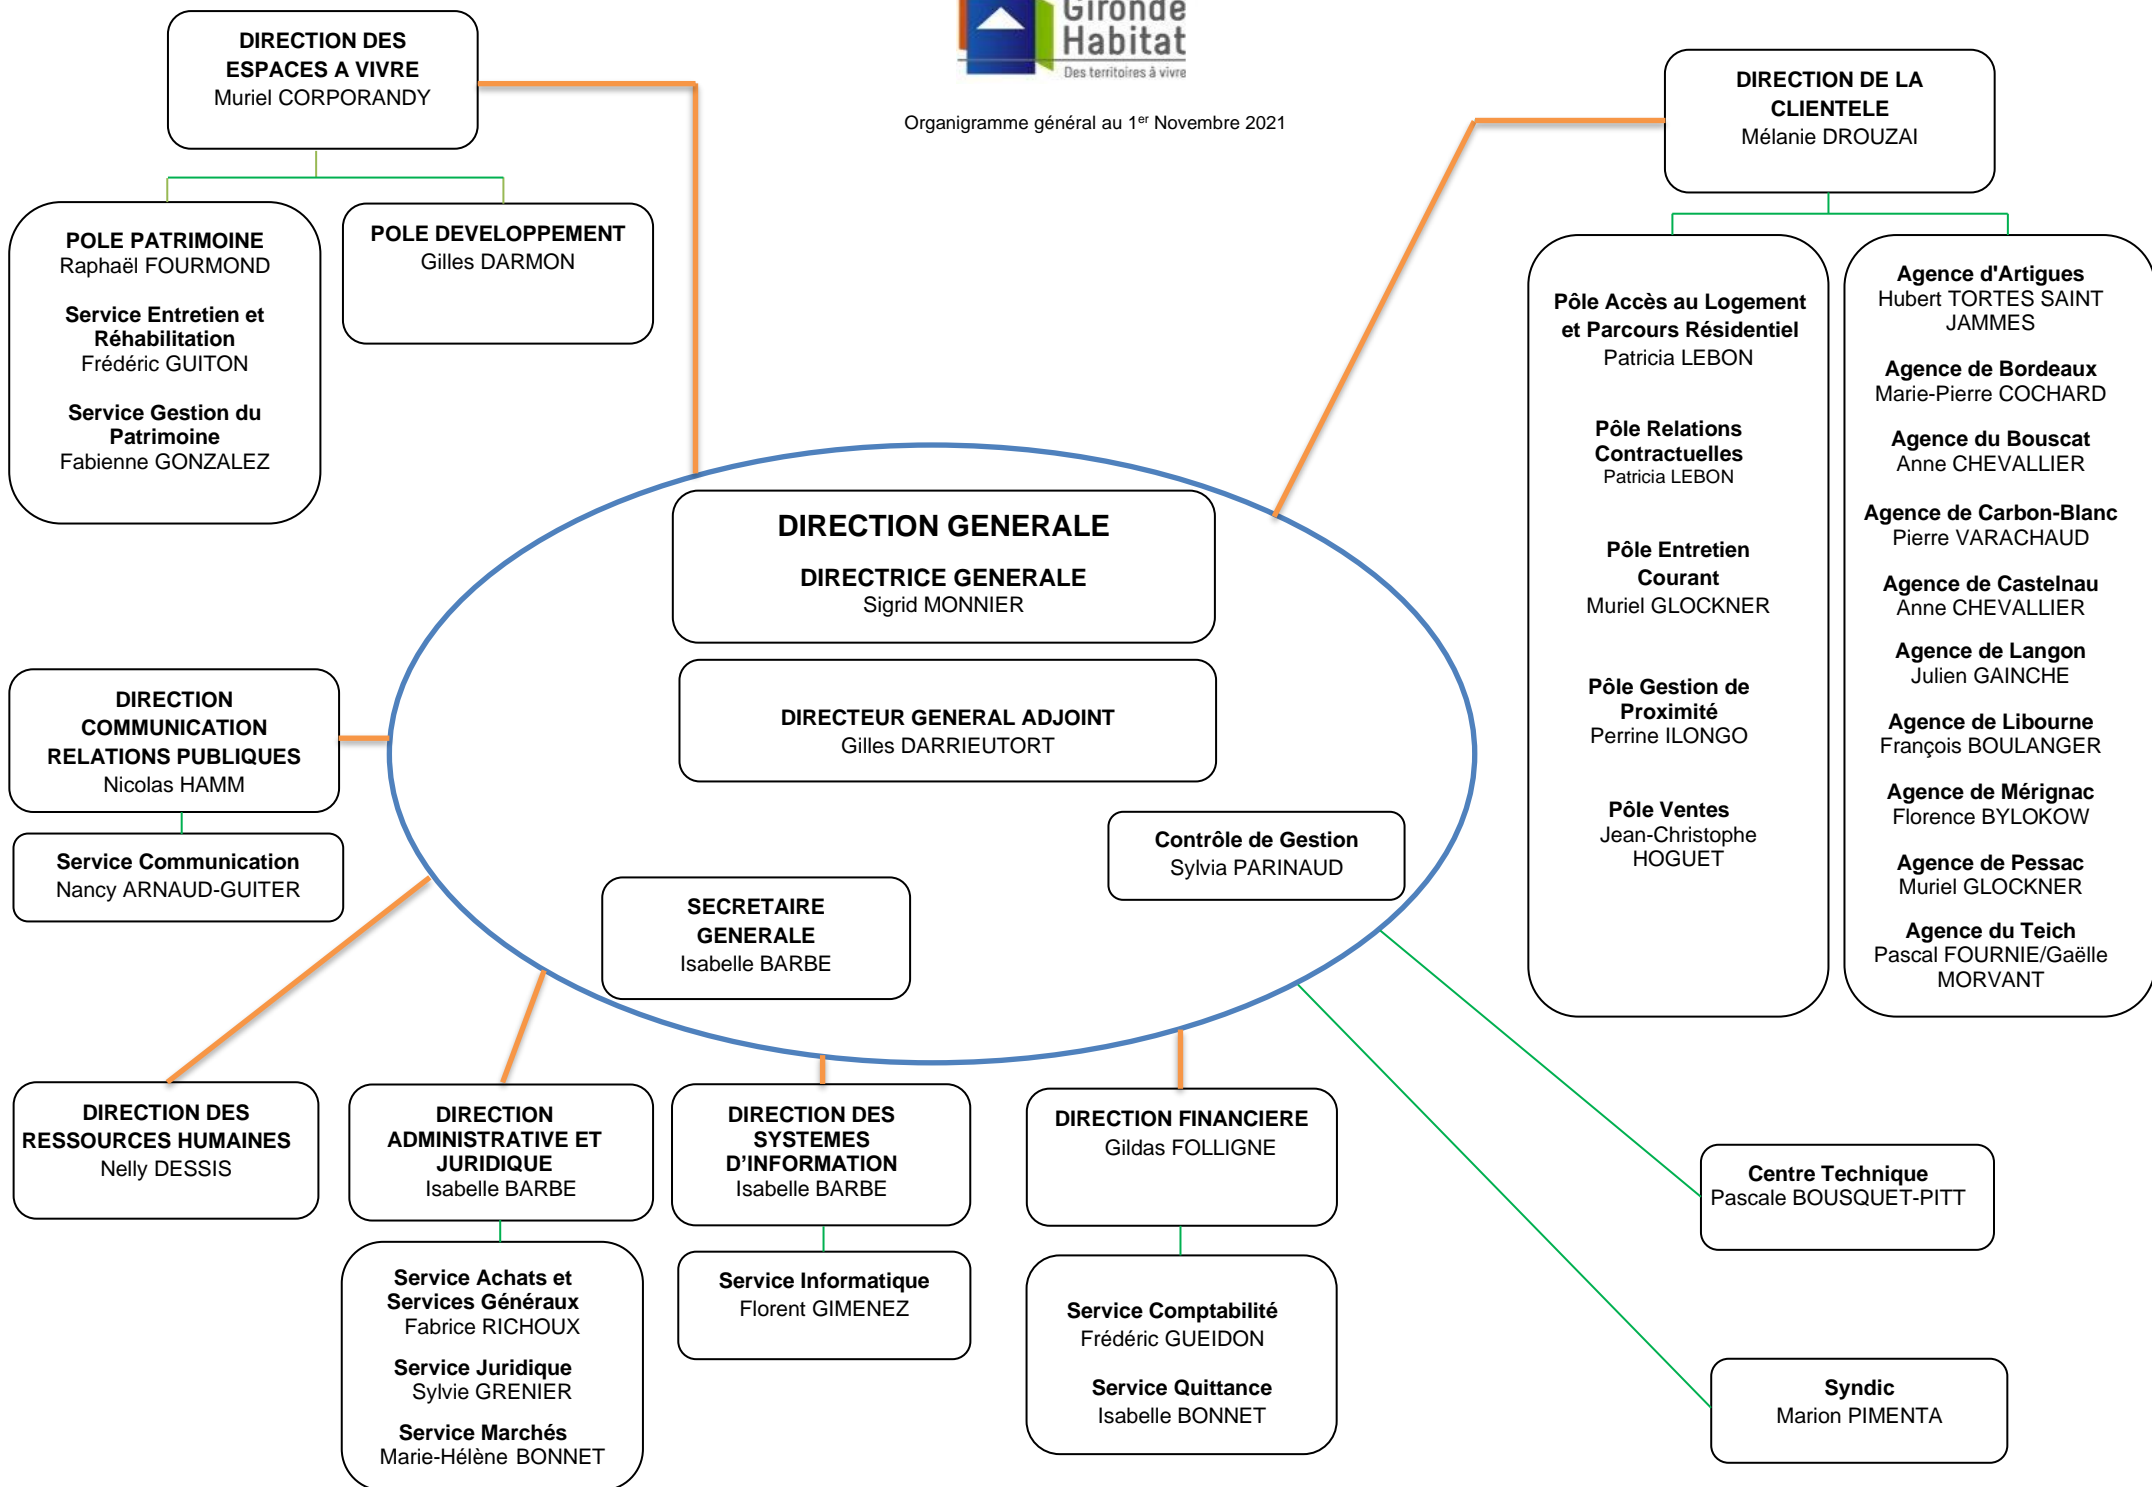 Gironde
Habitat
Des territoires à vivre
Organigramme général au 1er Novembre 2021
DIRECTION DES
ESPACES A VIVRE
Muriel CORPORANDY
POLE PATRIMOINE
Raphaël FOURMOND
Service Entretien et
Réhabilitation
Frédéric GUITON
Service Gestion du
Patrimoine
Fabienne GONZALEZ
POLE DEVELOPPEMENT
Gilles DARMON
DIRECTION DE LA
CLIENTELE
Mélanie DROUZAI
Pôle Accès au Logement
et Parcours Résidentiel
Patricia LEBON
Pôle Relations
Contractuelles
Patricia LEBON
Pôle Entretien
Courant
Muriel GLOCKNER
Pôle Gestion de
Proximité
Perrine ILONGO
Pôle Ventes
Jean-Christophe
HOGUET
Agence d'Artigues
Hubert TORTES SAINT
JAMMES
Agence de Bordeaux
Marie-Pierre COCHARD
Agence du Bouscat
Anne CHEVALLIER
Agence de Carbon-Blanc
Pierre VARACHAUD
Agence de Castelnau
Anne CHEVALLIER
Agence de Langon
Julien GAINCHE
Agence de Libourne
François BOULANGER
Agence de Mérignac
Florence BYLOKOW
Agence de Pessac
Muriel GLOCKNER
Agence du Teich
Pascal FOURNIE/Gaëlle
MORVANT
DIRECTION GENERALE
DIRECTRICE GENERALE
Sigrid MONNIER
DIRECTEUR GENERAL ADJOINT
Gilles DARRIEUTORT
Contrôle de Gestion
Sylvia PARINAUD
SECRETAIRE
GENERALE
Isabelle BARBE
DIRECTION
COMMUNICATION
RELATIONS PUBLIQUES
Nicolas HAMM
Service Communication
Nancy ARNAUD-GUITER
DIRECTION DES
RESSOURCES HUMAINES
Nelly DESSIS
DIRECTION
ADMINISTRATIVE ET
JURIDIQUE
Isabelle BARBE
Service Achats et
Services Généraux
Fabrice RICHOUX
Service Juridique
Sylvie GRENIER
Service Marchés
Marie-Hélène BONNET
DIRECTION DES
SYSTEMES
D’INFORMATION
Isabelle BARBE
Service Informatique
Florent GIMENEZ
DIRECTION FINANCIERE
Gildas FOLLIGNE
Service Comptabilité
Frédéric GUEIDON
Service Quittance
Isabelle BONNET
Centre Technique
Pascale BOUSQUET-PITT
Syndic
Marion PIMENTA